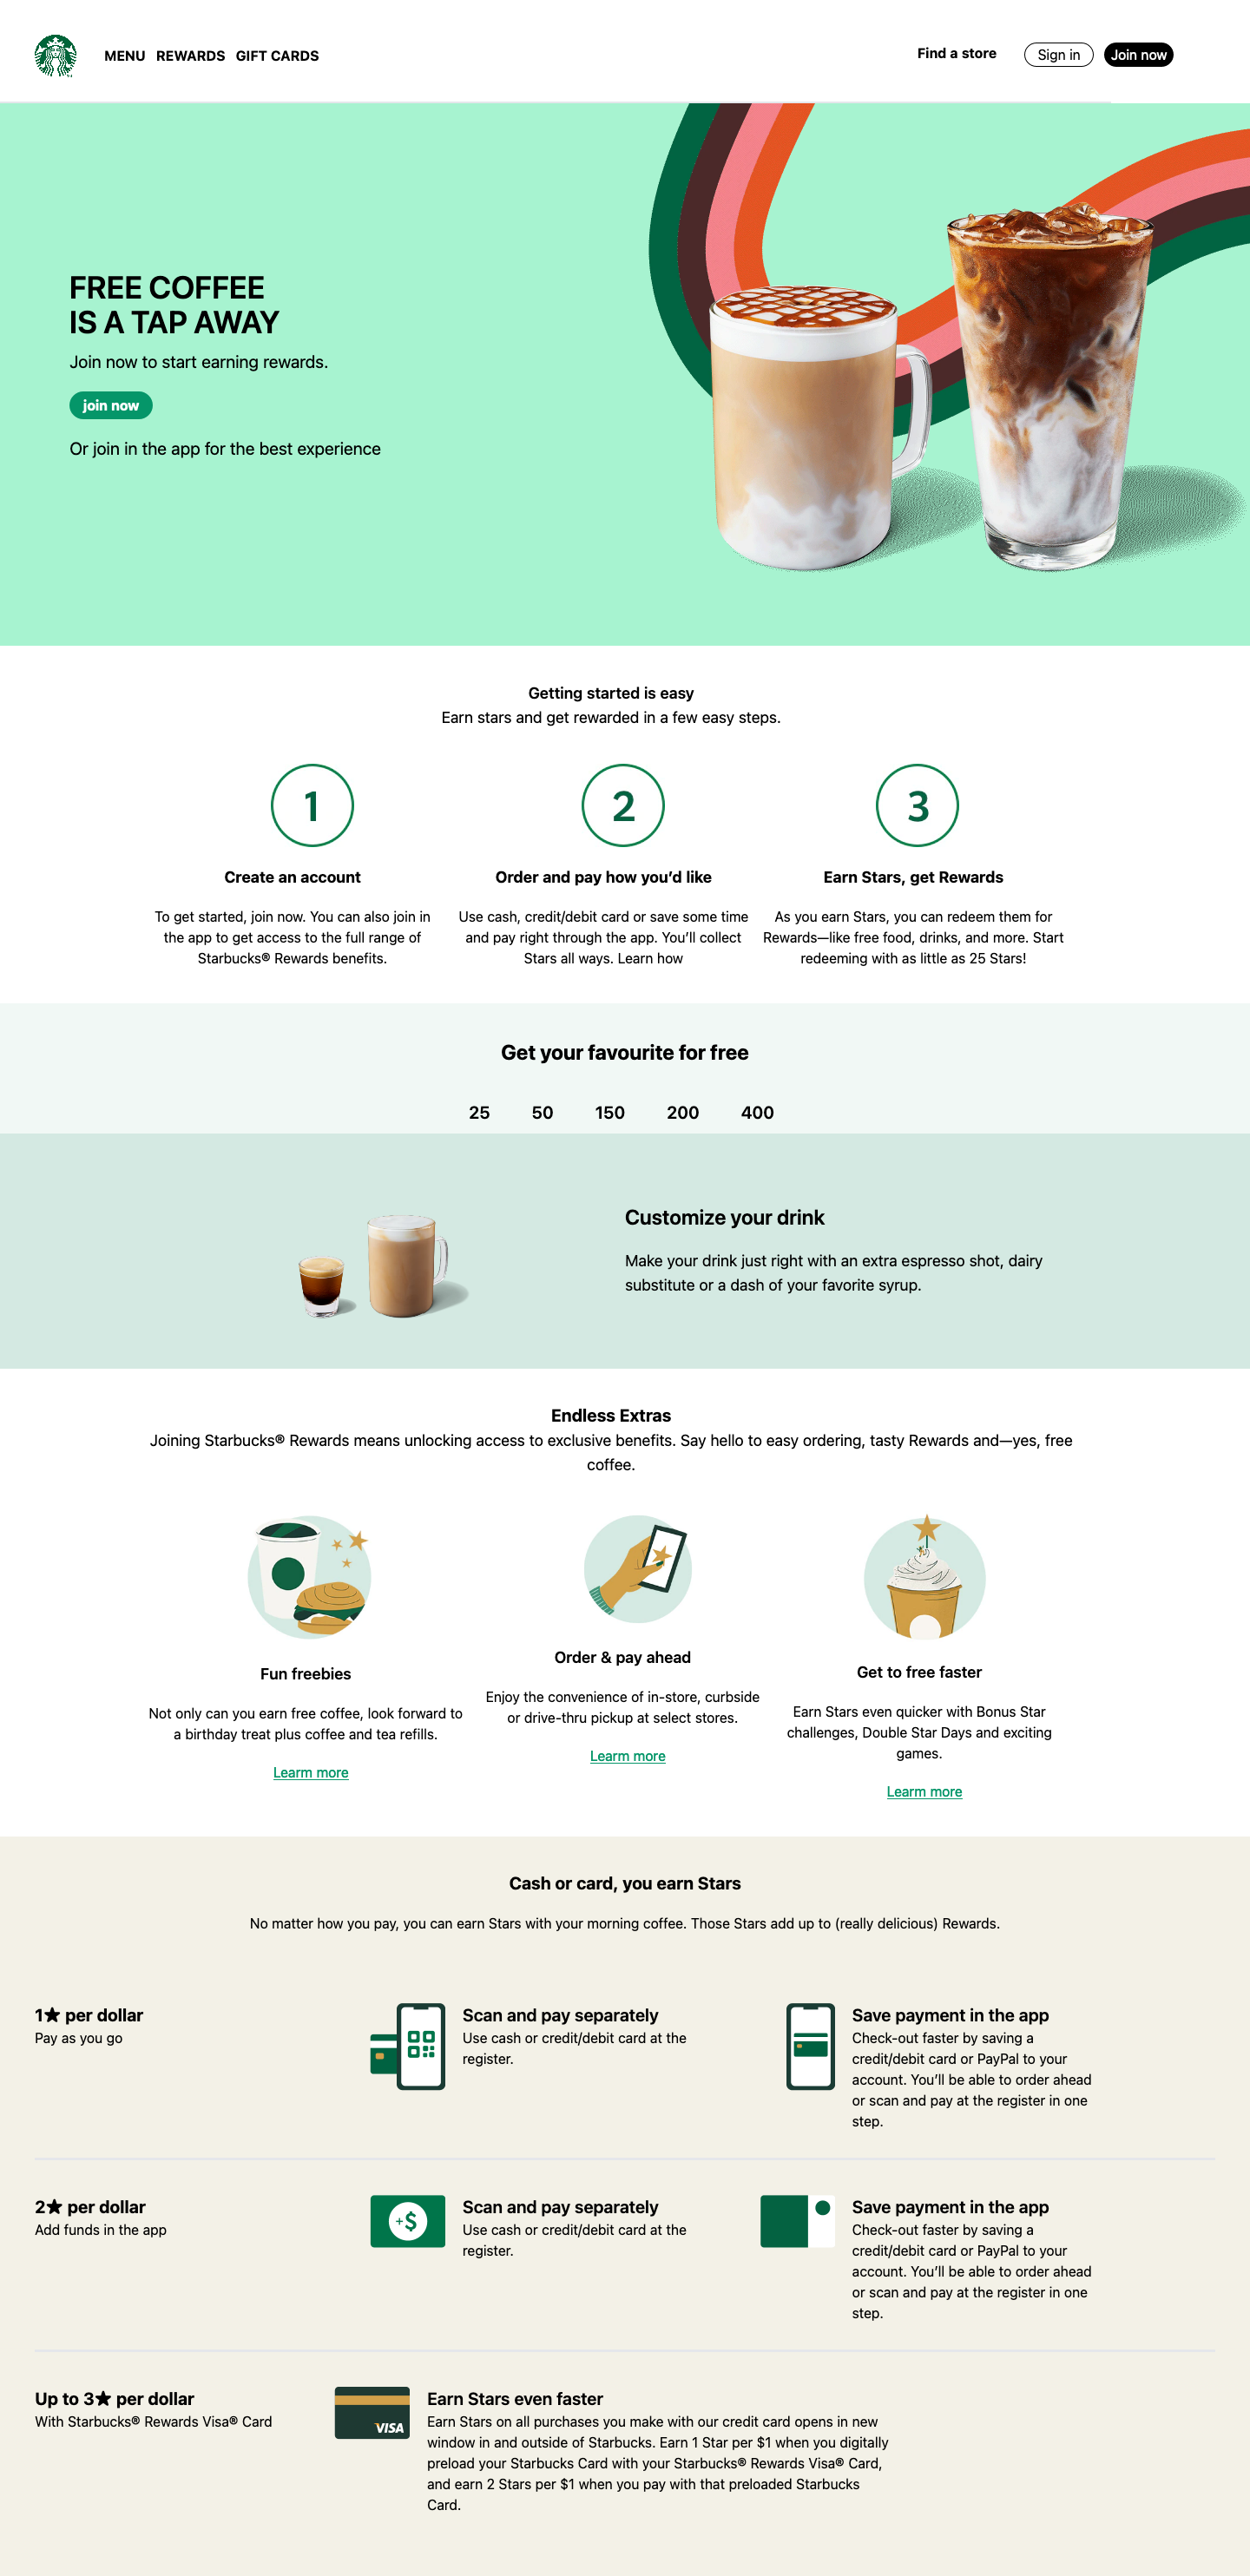 MENU REWARDS GIFT CARDS
Find a store
Sign in
Join now
FREE COFFEE
IS A TAP AWAY
Join now to start earning rewards.
join now
Or join in the app for the best experience
Getting started is easy
Earn stars and get rewarded in a few easy steps.
1
Create an account
To get started, join now. You can also join in
the app to get access to the full range of
Starbucks® Rewards benefits.
2
Order and pay how you’d like
Use cash, credit/debit card or save some time
and pay right through the app. You’ll collect
Stars all ways. Learn how
3
Earn Stars, get Rewards
As you earn Stars, you can redeem them for
Rewards—like free food, drinks, and more. Start
redeeming with as little as 25 Stars!
Get your favourite for free
25 50 150 200 400
Customize your drink
Make your drink just right with an extra espresso shot, dairy
substitute or a dash of your favorite syrup.
Endless Extras
Joining Starbucks® Rewards means unlocking access to exclusive benefits. Say hello to easy ordering, tasty Rewards and—yes, free
coffee.
Fun freebies
Not only can you earn free coffee, look forward to
a birthday treat plus coffee and tea refills.
Learm more
Order & pay ahead
Enjoy the convenience of in-store, curbside
or drive-thru pickup at select stores.
Learm more
Get to free faster
Earn Stars even quicker with Bonus Star
challenges, Double Star Days and exciting
games.
Learm more
Cash or card, you earn Stars
No matter how you pay, you can earn Stars with your morning coffee. Those Stars add up to (really delicious) Rewards.
1★ per dollar
Pay as you go
Scan and pay separately
Use cash or credit/debit card at the
register.
Save payment in the app
Check-out faster by saving a
credit/debit card or PayPal to your
account. You’ll be able to order ahead
or scan and pay at the register in one
step.
2★ per dollar
Add funds in the app
+$
Scan and pay separately
Use cash or credit/debit card at the
register.
Save payment in the app
Check-out faster by saving a
credit/debit card or PayPal to your
account. You’ll be able to order ahead
or scan and pay at the register in one
step.
Up to 3★ per dollar
With Starbucks® Rewards Visa® Card
VISA
Earn Stars even faster
Earn Stars on all purchases you make with our credit card opens in new
window in and outside of Starbucks. Earn 1 Star per $1 when you digitally
preload your Starbucks Card with your Starbucks® Rewards Visa® Card,
and earn 2 Stars per $1 when you pay with that preloaded Starbucks
Card.